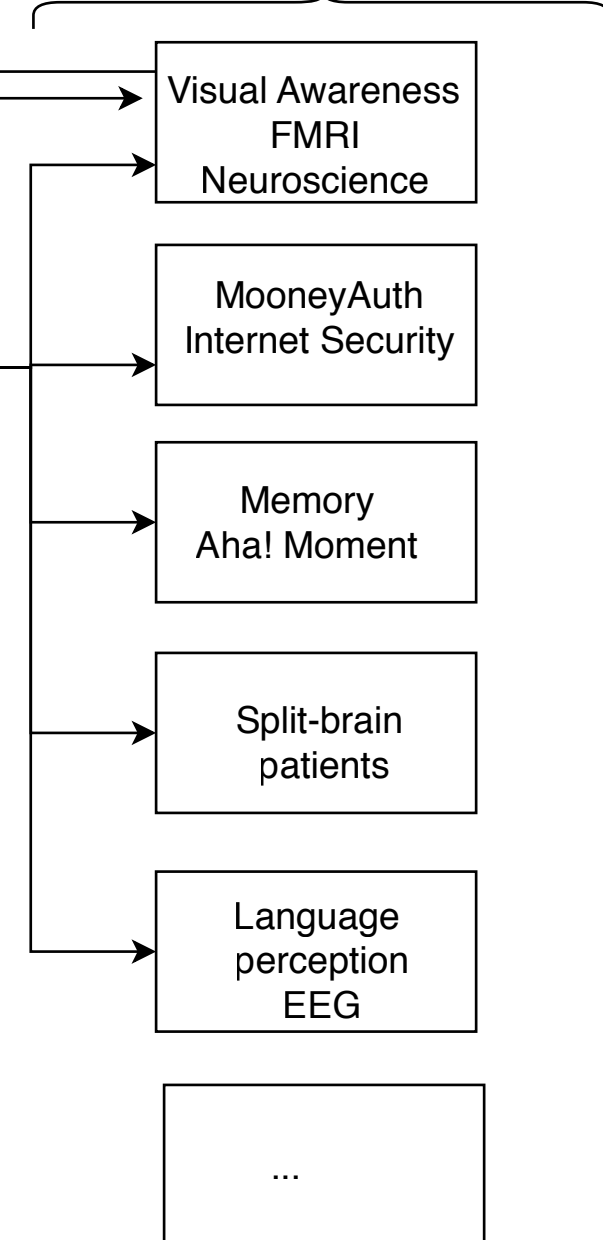 Visual Awareness
FMRI
Neuroscience
MooneyAuth
Internet Security
Memory
Aha! Moment
Split-brain
patients
Language
perception
EEG
...